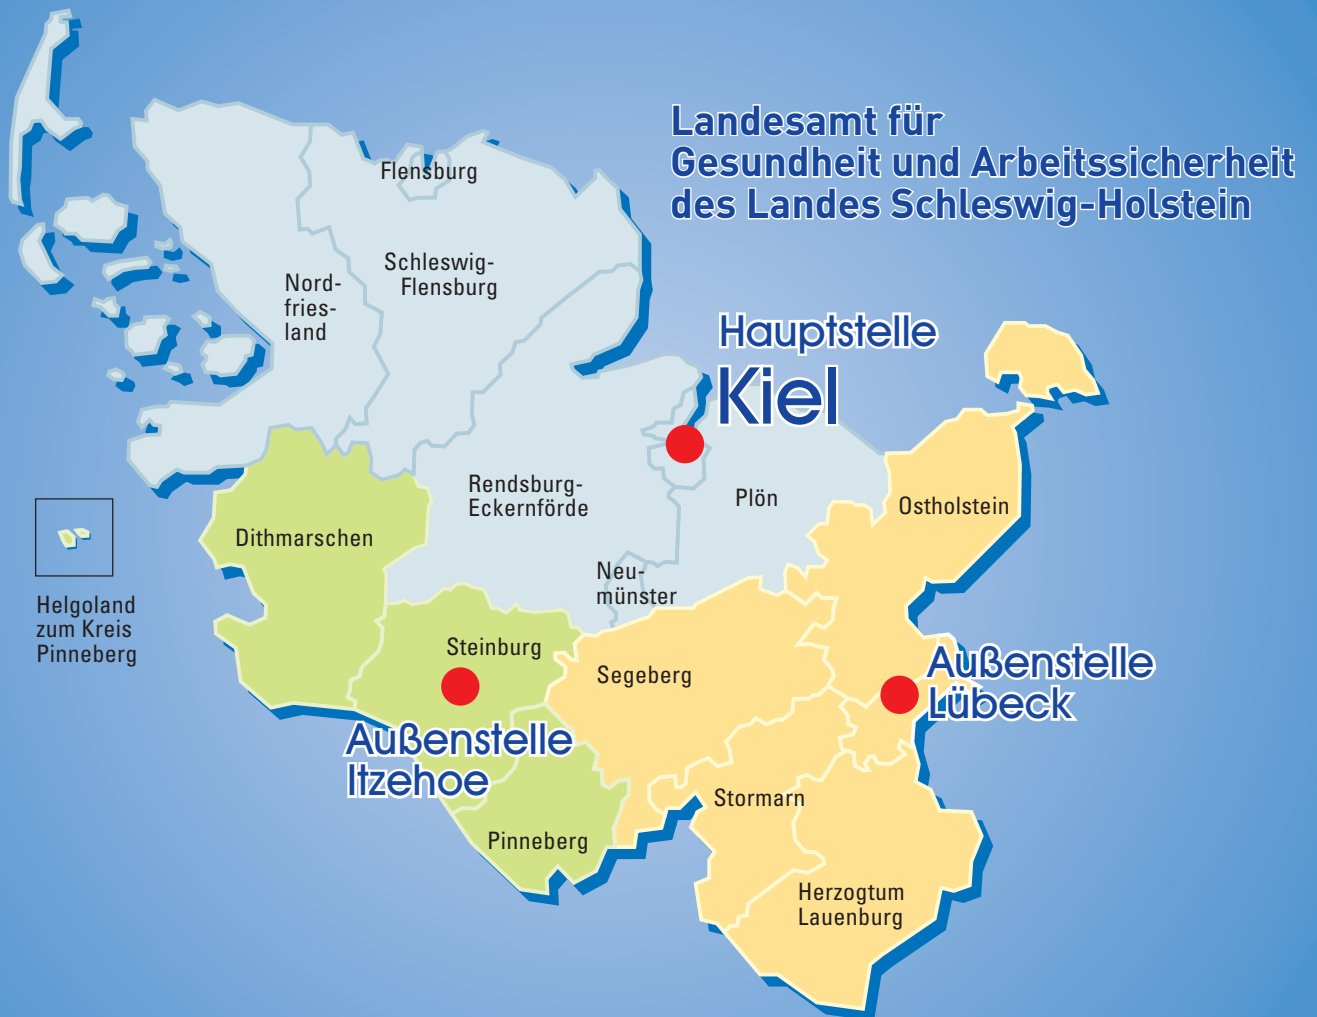 Landesamt für
Gesundheit und Arbeitssicherheit
des Landes Schleswig-Holstein
Flensburg
Schleswig-
Flensburg
Nord-
fries-
land
Hauptstelle
Kiel
Rendsburg-
Eckernförde
Plön
Ostholstein
Dithmarschen
Neu-
münster
Helgoland
zum Kreis
Pinneberg
Steinburg
Segeberg
Außenstelle
Lübeck
Außenstelle
Itzehoe
Stormarn
Pinneberg
Herzogtum
Lauenburg